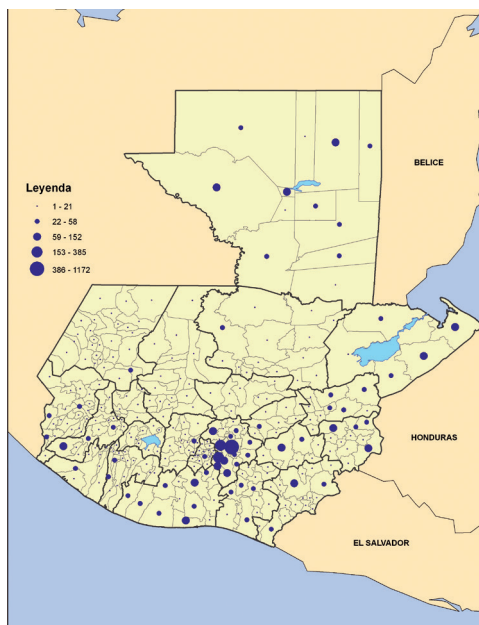 BELICE
Leyenda
1 - 21
22 - 58
59 - 152
153 - 385
386 - 1172
HONDURAS
EL SALVADOR